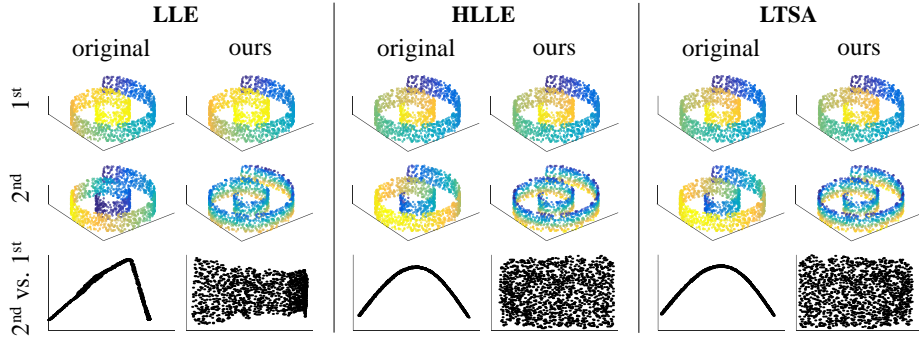 LLE HLLE LTSA
original ours original ours original ours
1st
2nd
2nd vs. 1st